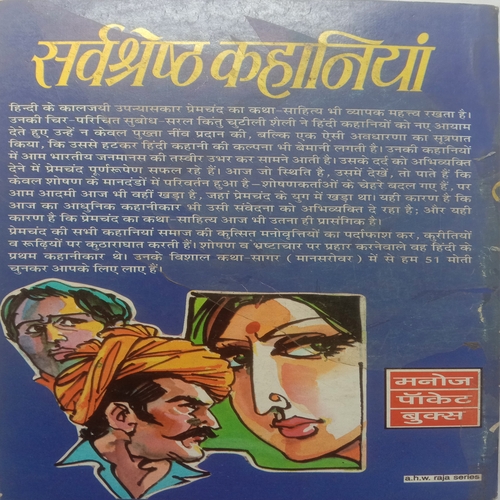 सर्वश्रेष्ठ कहानियां
हिन्दी के कालजयी उपन्यासकार प्रेमचंद का कथा-साहित्य भी व्यापक महत्त्व रखता है।
उनकी चिर-परिचित सुबोध-सरल किंतु चुटीली शैली ने हिंदी कहानियों को नए आयाम
देते हुए उन्हें न केवल पुख्ता नींव प्रदान की, बल्कि एक ऐसी अवधारणा का सूत्रपात
किया, कि उससे हटकर हिंदी कहानी की कल्पना भी बेमानी लगती है। उनकी कहानियों
में आम भारतीय जनमानस की तस्वीर उभर कर सामने आती है। उसके दर्द को अभिव्यक्ति
देने में प्रेमचंद पूर्णरूपेण सफल रहे हैं। आज जो स्थिति है, उसमें देखें, तो पाते हैं कि
केवल शोषण के मानदंडों में परिवर्तन हुआ है–शोषणकर्ताओं के चेहरे बदल गए हैं, पर
आम आदमी आज भी वहीं खड़ा है, जहां प्रेमचंद के युग में खड़ा था। यही कारण है कि
आज का आधुनिक कहानीकार भी उसी संवेदना को अभिव्यक्ति दे रहा है; और यही
कारण है कि प्रेमचंद का कथा-साहित्य आज भी उतना ही प्रासंगिक है।
प्रेमचंद की सभी कहानियां समाज की कुत्सित मनोवृत्तियों का पर्दाफाश कर, कुरीतियों
व रूढ़ियों पर कुठाराघात करती हैं। शोषण व भ्रष्टाचार पर प्रहार करनेवाले वह हिंदी के
प्रथम कहानीकार थे। उनके विशाल कथा-सागर (मानसरोवर) में से हम 51 मोती
चुनकर आपके लिए लाए हैं।
मनोज
पॉकेट
बुक्स
a.h.w. raja series